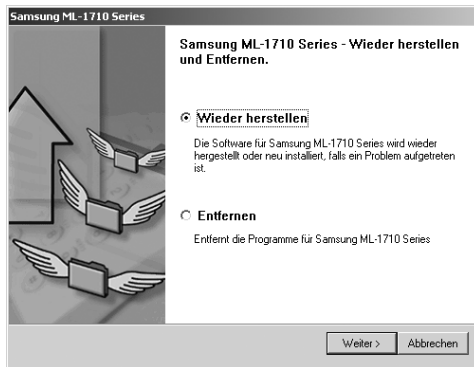 Samsung ML-1710 Series
Samsung ML-1710 Series - Wieder herstellen
und Entfernen.
Wieder herstellen
Die Software für Samsung ML-1710 Series wird wieder
hergestellt oder neu installiert, falls ein Problem aufgetreten
ist.
Entfernen
Entfernt die Programme für Samsung ML-1710 Series
Weiter >
Abbrechen